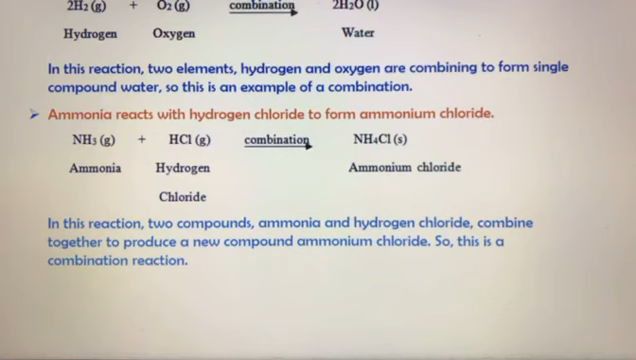 2H₂ (g) + O₂ (g) combination 2H₂O (l)
Hydrogen Oxygen Water
In this reaction, two elements, hydrogen and oxygen are combining to form single
compound water, so this is an example of a combination.
➤ Ammonia reacts with hydrogen chloride to form ammonium chloride.
NH₃ (g) + HCl (g) combination NH₄Cl (s)
Ammonia Hydrogen Ammonium chloride
Chloride
In this reaction, two compounds, ammonia and hydrogen chloride, combine
together to produce a new compound ammonium chloride. So, this is a
combination reaction.